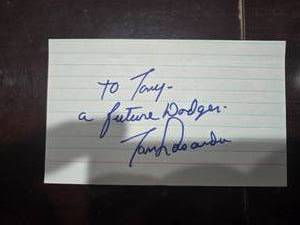 To Tony-
a future Dodger-
Tom Lasorda